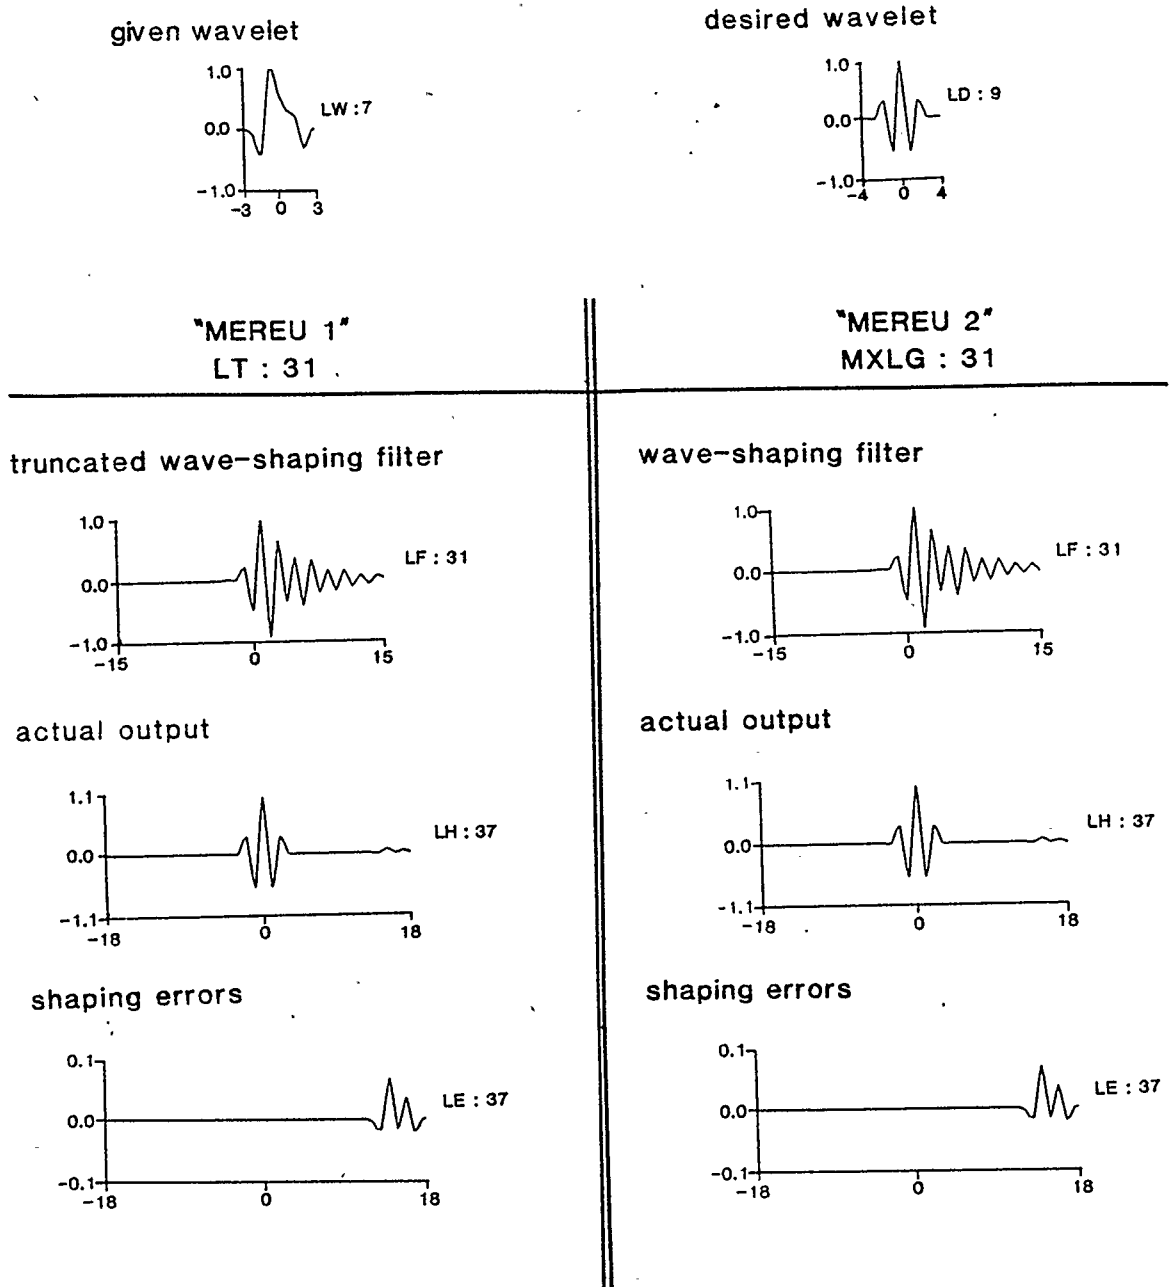 given wavelet
1.0
0.0
-1.0
-3 0 3
LW : 7
desired wavelet
1.0
0.0
-1.0
-4 0 4
LD : 9
"MEREU 1"
LT : 31
"MEREU 2"
MXLG : 31
truncated wave-shaping filter
1.0
0.0
-1.0
-15 0 15
LF : 31
actual output
1.1
0.0
-1.1
-18 0 18
LH : 37
shaping errors
0.1
0.0
-0.1
-18 0 18
LE : 37
wave-shaping filter
1.0
0.0
-1.0
-15 0 15
LF : 31
actual output
1.1
0.0
-1.1
-18 0 18
LH : 37
shaping errors
0.1
0.0
-0.1
-18 0 18
LE : 37